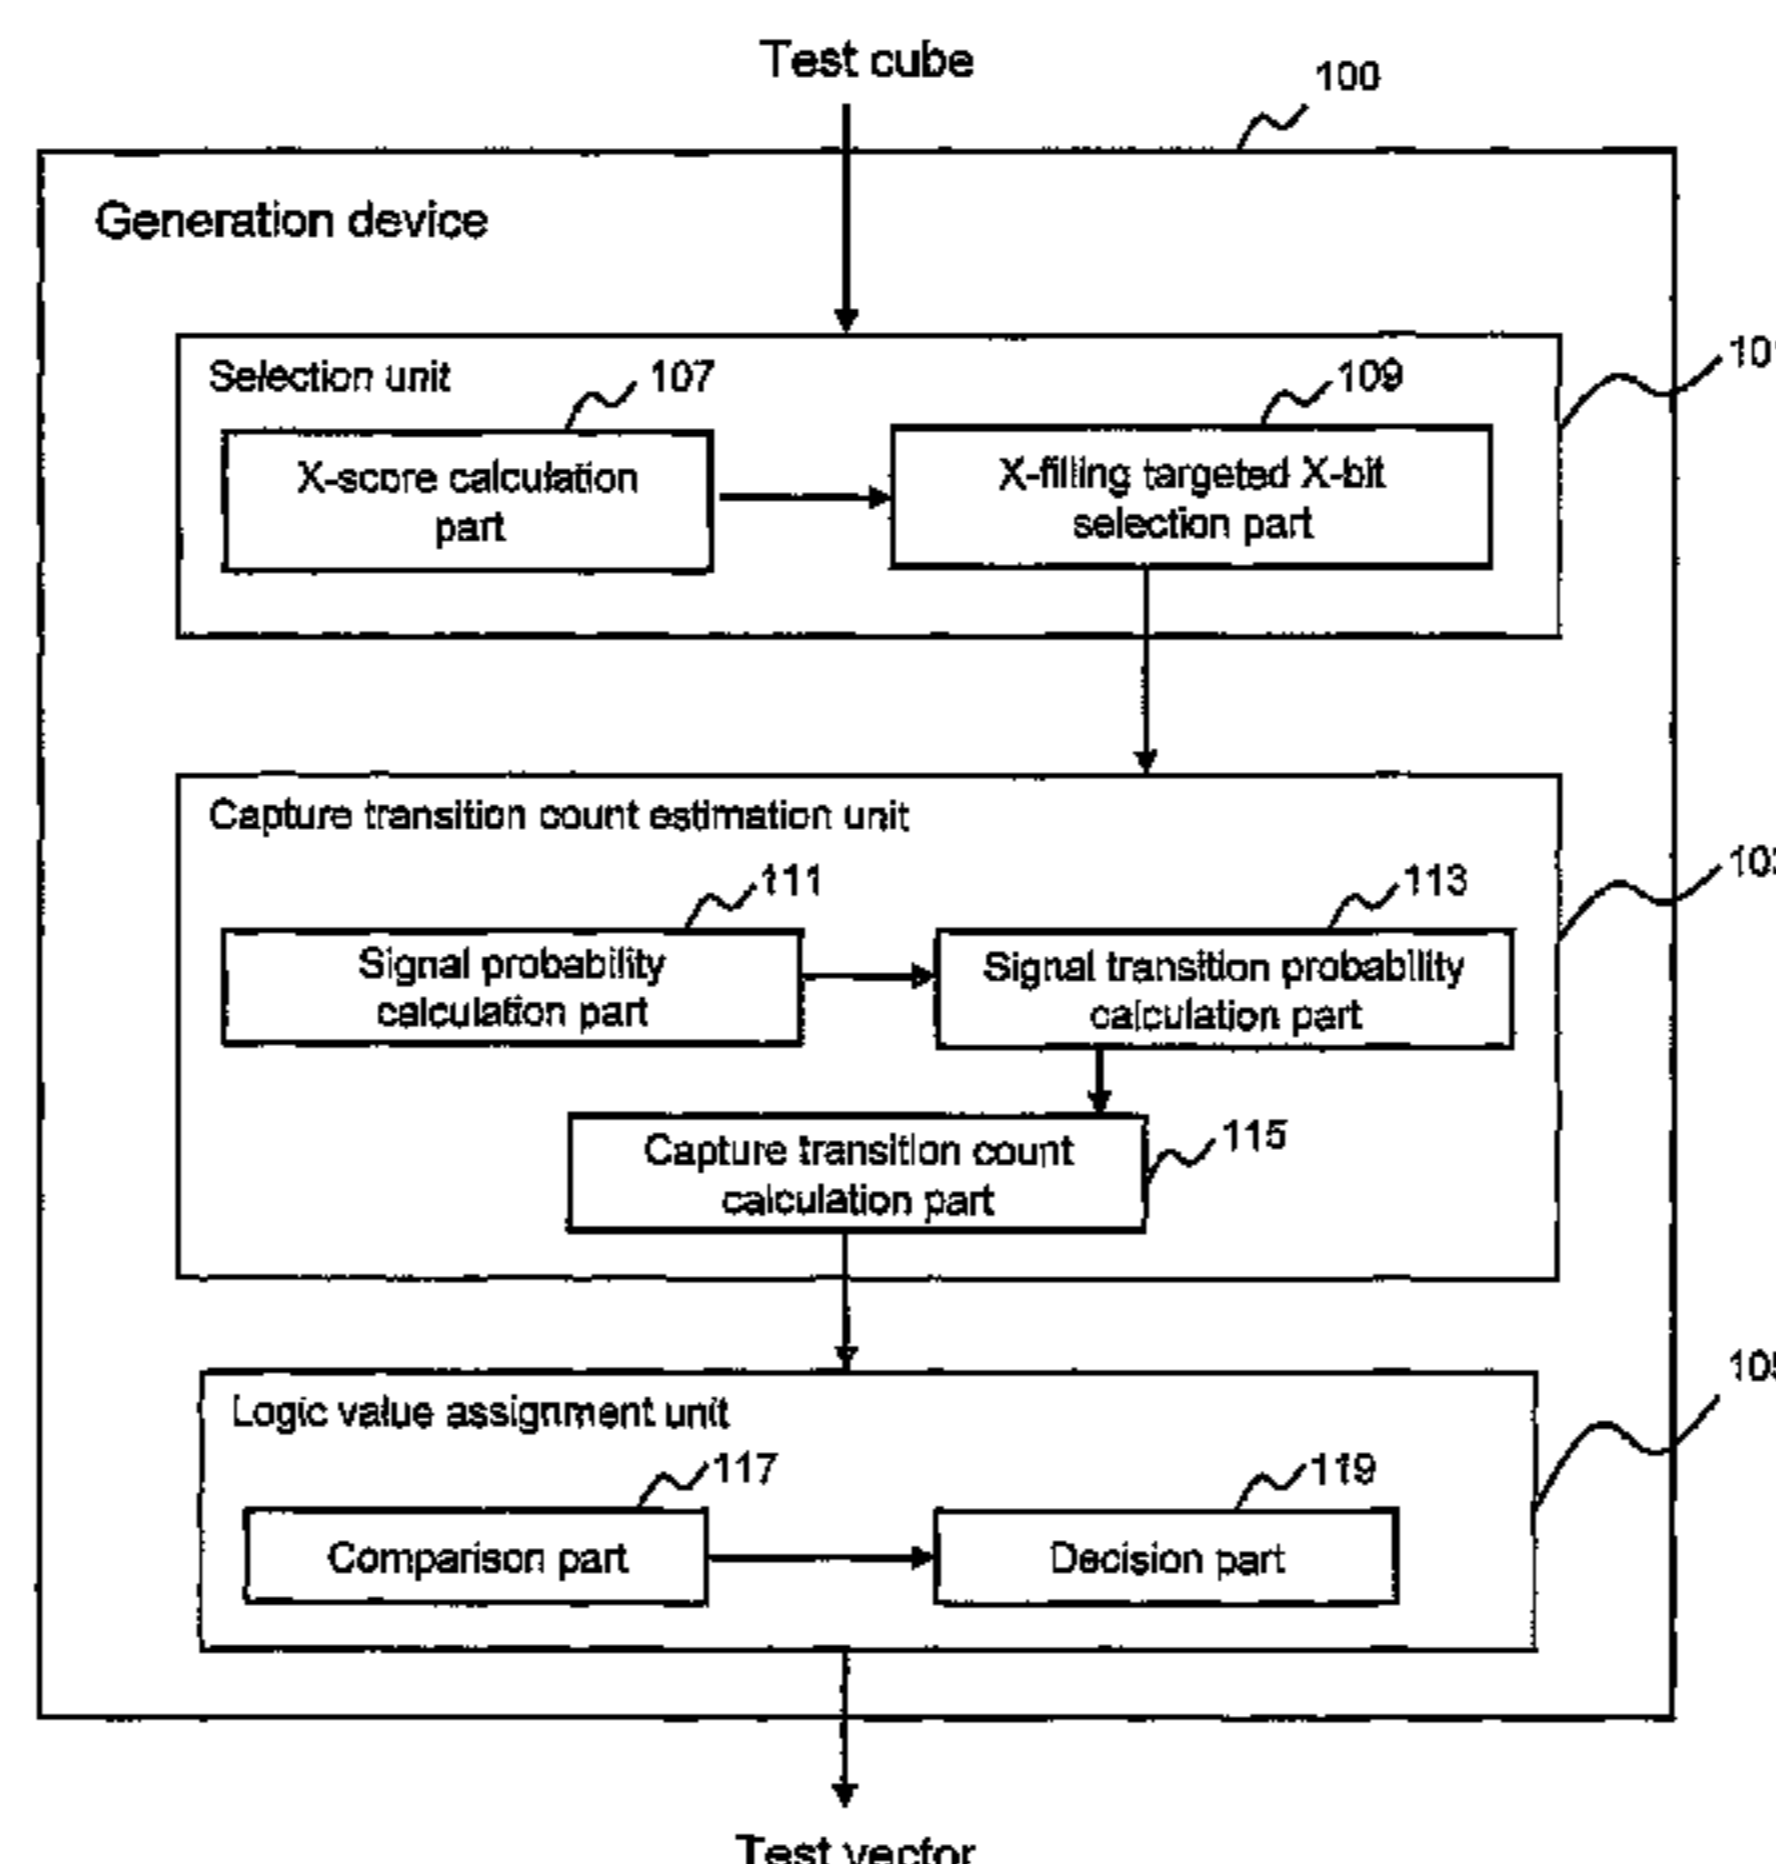 Test cube
100
Generation device
Selection unit
107
109
X-score calculation
part
X-filling targeted X-bit
selection part
Capture transition count estimation unit
111
113
Signal probability
calculation part
Signal transition probability
calculation part
Capture transition count
calculation part
115
Logic value assignment unit
117
119
Comparison part
Decision part
Test vector